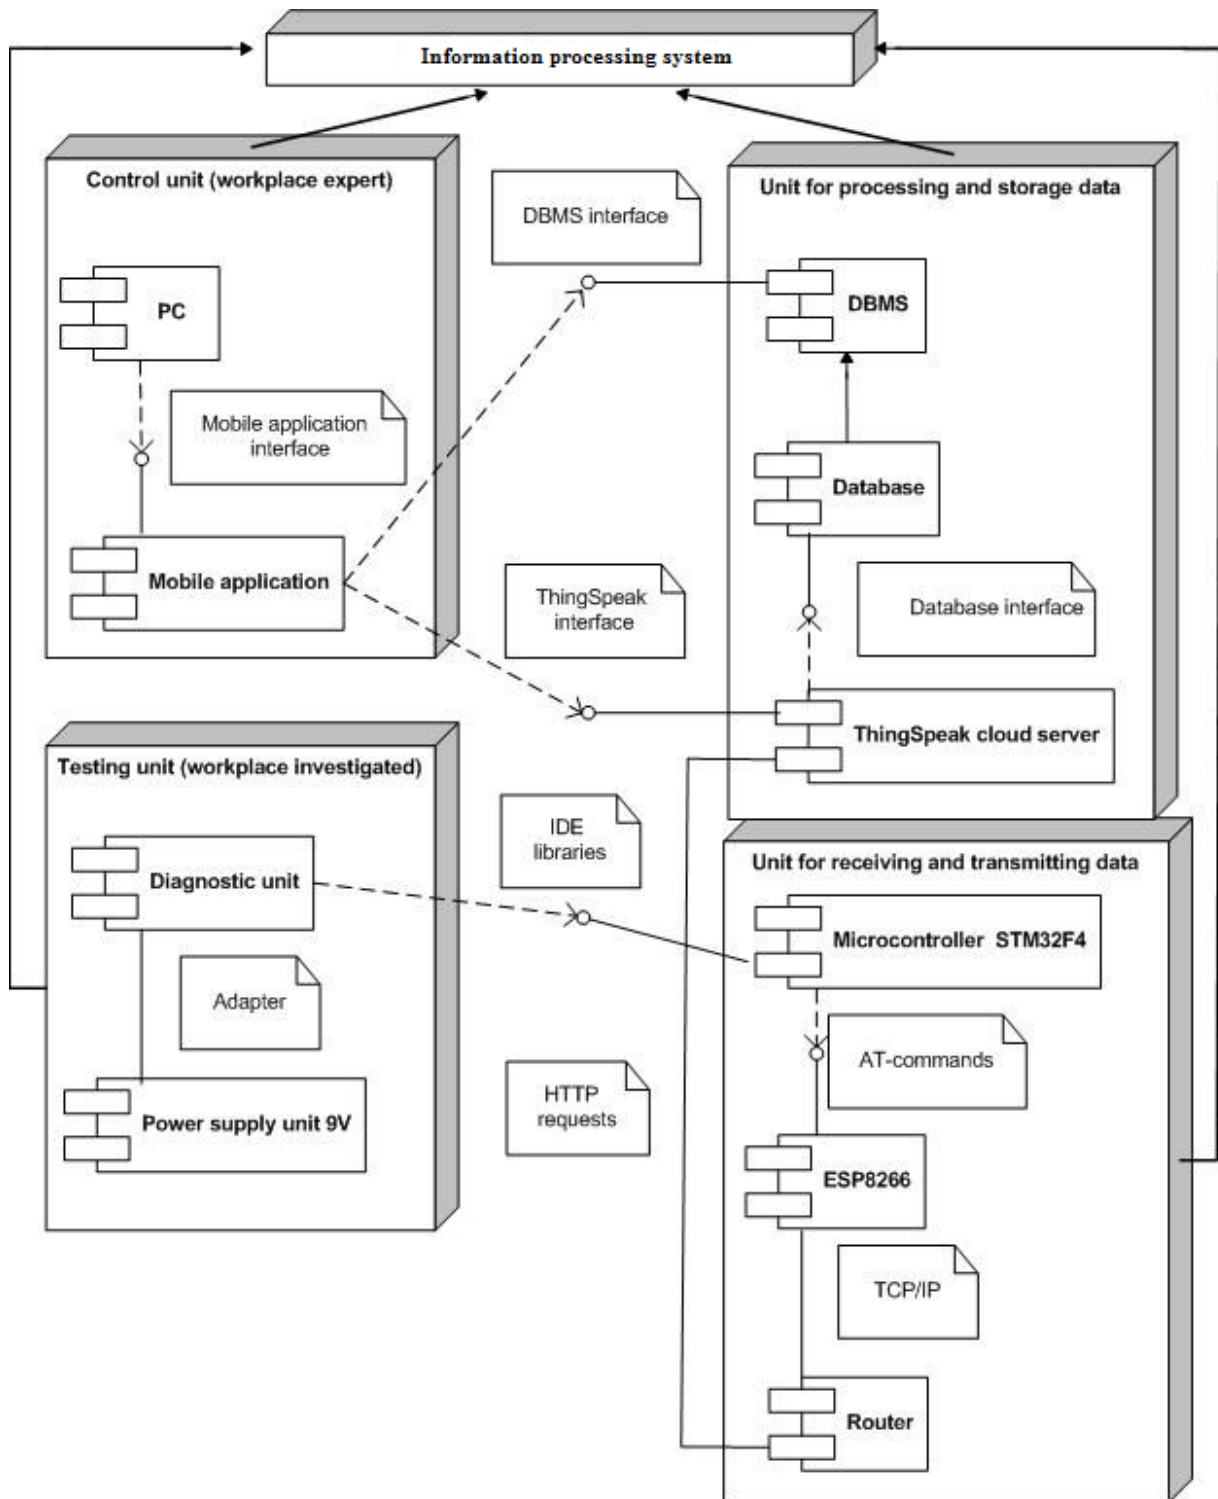 Information processing system
Control unit (workplace expert)
PC
Mobile application
interface
Mobile application
DBMS interface
ThingSpeak
interface
Unit for processing and storage data
DBMS
Database
Database interface
ThingSpeak cloud server
Testing unit (workplace investigated)
Diagnostic unit
Adapter
Power supply unit 9V
IDE
libraries
HTTP
requests
Unit for receiving and transmitting data
Microcontroller STM32F4
AT-commands
ESP8266
TCP/IP
Router